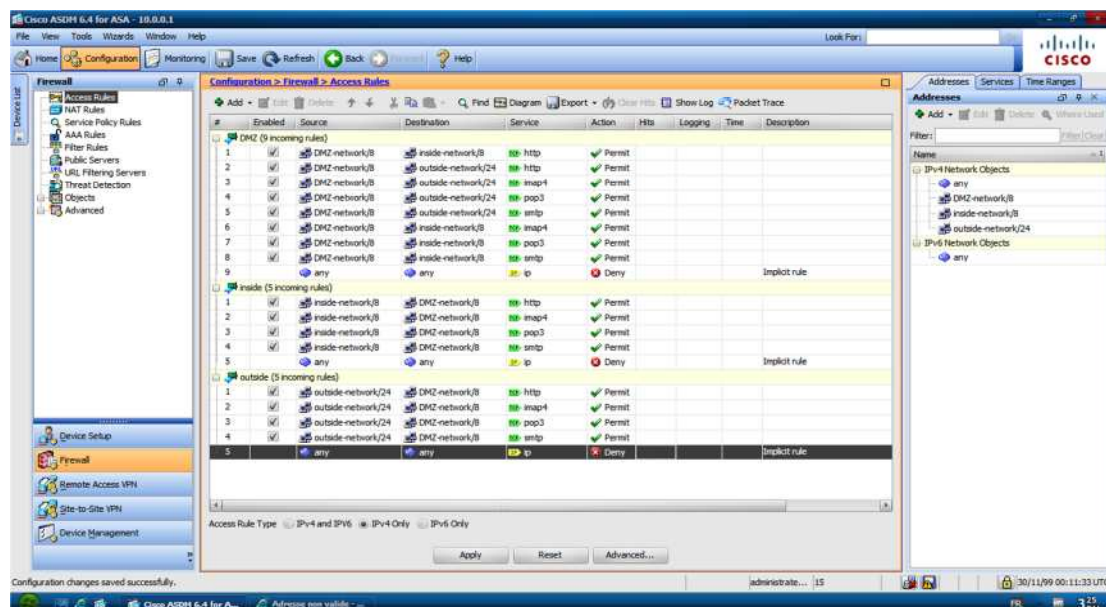 Cisco ASDM 6.4 for ASA - 10.0.0.1
File View Tools Wizards Window Help
Look For:
Home Configuration Monitoring Save Refresh Back Help
CISCO
Device List
Firewall
Access Rules
NAT Rules
Service Policy Rules
AAA Rules
Filter Rules
Public Servers
URL Filtering Servers
Threat Detection
Objects
Advanced
Device Setup
Firewall
Remote Access VPN
Site-to-Site VPN
Device Management
Configuration > Firewall > Access Rules
Add Edit Delete Find Diagram Export Clear Hits Show Log Packet Trace
# Enabled Source Destination Service Action Hits Logging Time Description
DMZ (9 incoming rules)
1 DMZ-network/8 inside-network/8 http Permit
2 DMZ-network/8 outside-network/24 http Permit
3 DMZ-network/8 outside-network/24 imap4 Permit
4 DMZ-network/8 outside-network/24 pop3 Permit
5 DMZ-network/8 outside-network/24 smtp Permit
6 DMZ-network/8 inside-network/8 imap4 Permit
7 DMZ-network/8 inside-network/8 pop3 Permit
8 DMZ-network/8 inside-network/8 smtp Permit
9 any any ip Deny Implicit rule
inside (5 incoming rules)
1 inside-network/8 DMZ-network/8 http Permit
2 inside-network/8 DMZ-network/8 imap4 Permit
3 inside-network/8 DMZ-network/8 pop3 Permit
4 inside-network/8 DMZ-network/8 smtp Permit
5 any any ip Deny Implicit rule
outside (5 incoming rules)
1 outside-network/24 DMZ-network/8 http Permit
2 outside-network/24 DMZ-network/8 imap4 Permit
3 outside-network/24 DMZ-network/8 pop3 Permit
4 outside-network/24 DMZ-network/8 smtp Permit
5 any any ip Deny Implicit rule
Access Rule Type IPv4 and IPv6 IPv4 Only IPv6 Only
Apply Reset Advanced...
Addresses Services Time Ranges
Addresses
Add Edit Delete Where Used
Filter: Filter|Clear
Name
IPv4 Network Objects
any
DMZ-network/8
inside-network/8
outside-network/24
IPv6 Network Objects
any
Configuration changes saved successfully.
administrate... 15
30/11/99 00:11:33 UTC
Cisco ASDM 6.4 for A... Adresse non valide - ...
FR